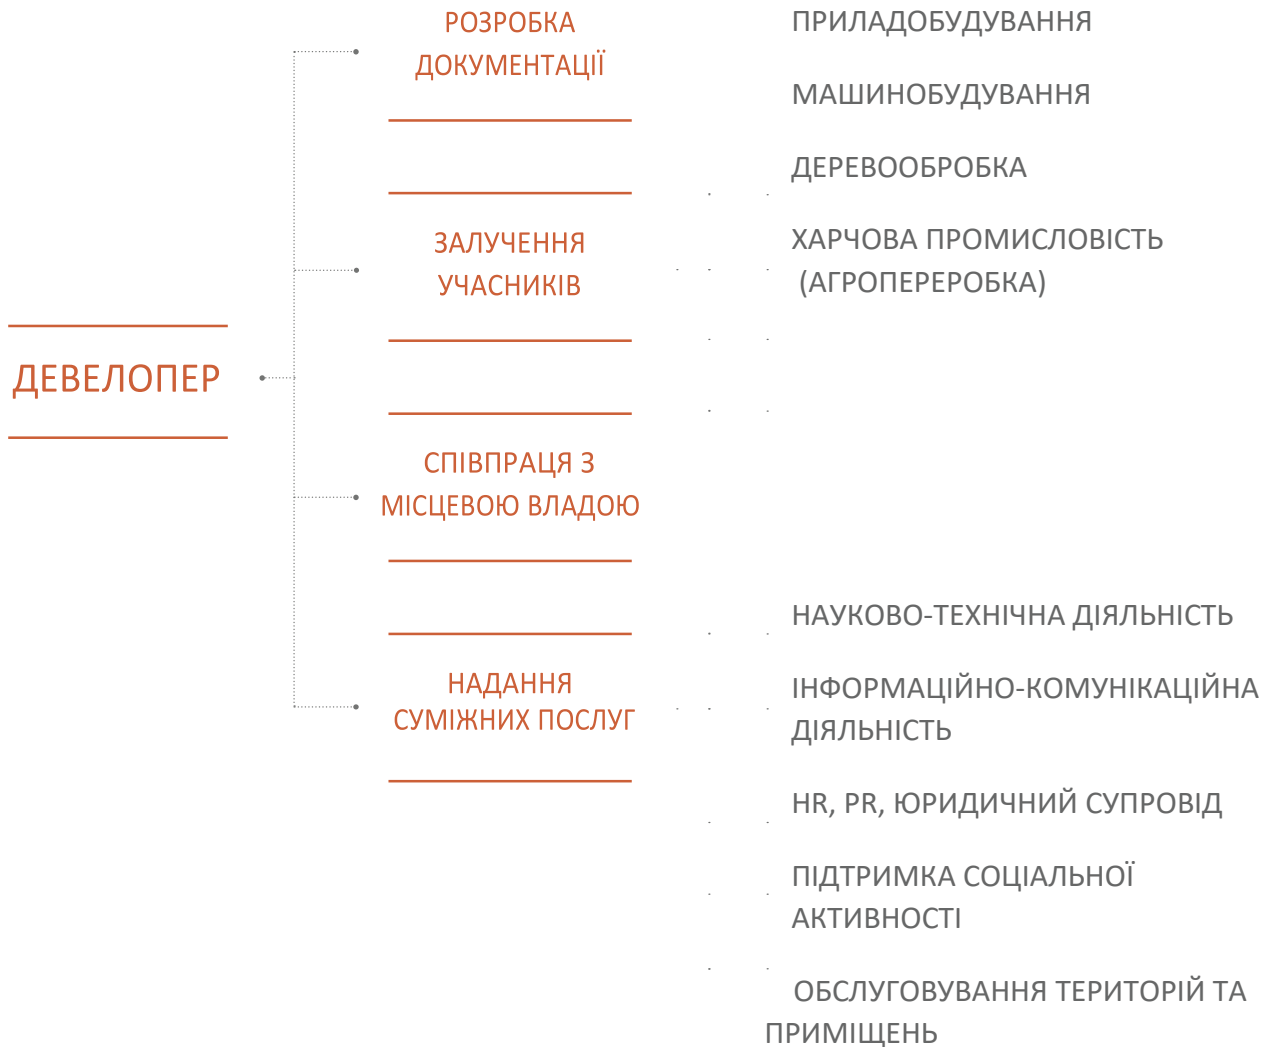 ДЕВЕЛОПЕР
РОЗРОБКА
ДОКУМЕНТАЦІЇ
ЗАЛУЧЕННЯ
УЧАСНИКІВ
СПІВПРАЦЯ З
МІСЦЕВОЮ ВЛАДОЮ
НАДАННЯ
СУМІЖНИХ ПОСЛУГ
ПРИЛАДОБУДУВАННЯ
МАШИНОБУДУВАННЯ
ДЕРЕВООБРОБКА
ХАРЧОВА ПРОМИСЛОВІСТЬ
(АГРОПЕРЕРОБКА)
НАУКОВО-ТЕХНІЧНА ДІЯЛЬНІСТЬ
ІНФОРМАЦІЙНО-КОМУНІКАЦІЙНА
ДІЯЛЬНІСТЬ
HR, PR, ЮРИДИЧНИЙ СУПРОВІД
ПІДТРИМКА СОЦІАЛЬНОЇ
АКТИВНОСТІ
ОБСЛУГОВУВАННЯ ТЕРИТОРІЙ ТА
ПРИМІЩЕНЬ